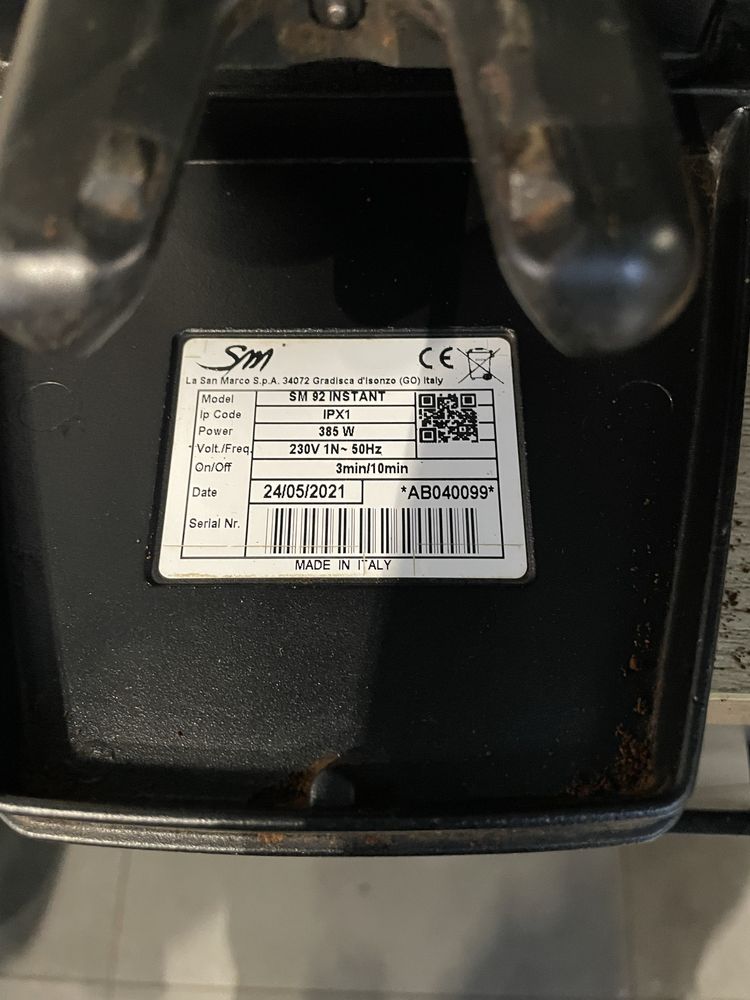 SM
CE
La San Marco S.p.A. 34072 Gradisca d'Isonzo (GO) Italy
Model SM 92 INSTANT
Ip Code IPX1
Power 385 W
Volt./Freq. 230V 1N~ 50Hz
On/Off 3min/10min
Date 24/05/2021 *AB040099*
Serial Nr.
MADE IN ITALY